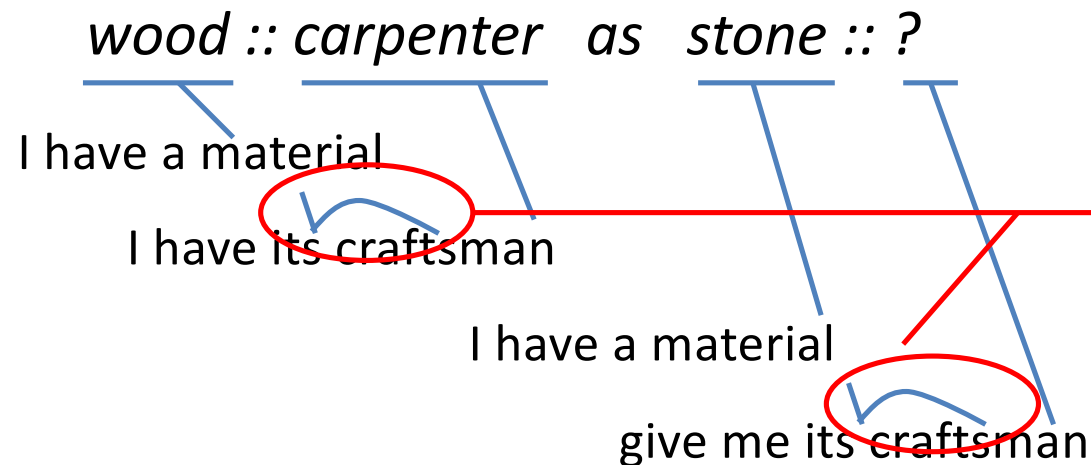 wood :: carpenter as stone :: ?
I have a material
I have its craftsman
I have a material
give me its craftsman